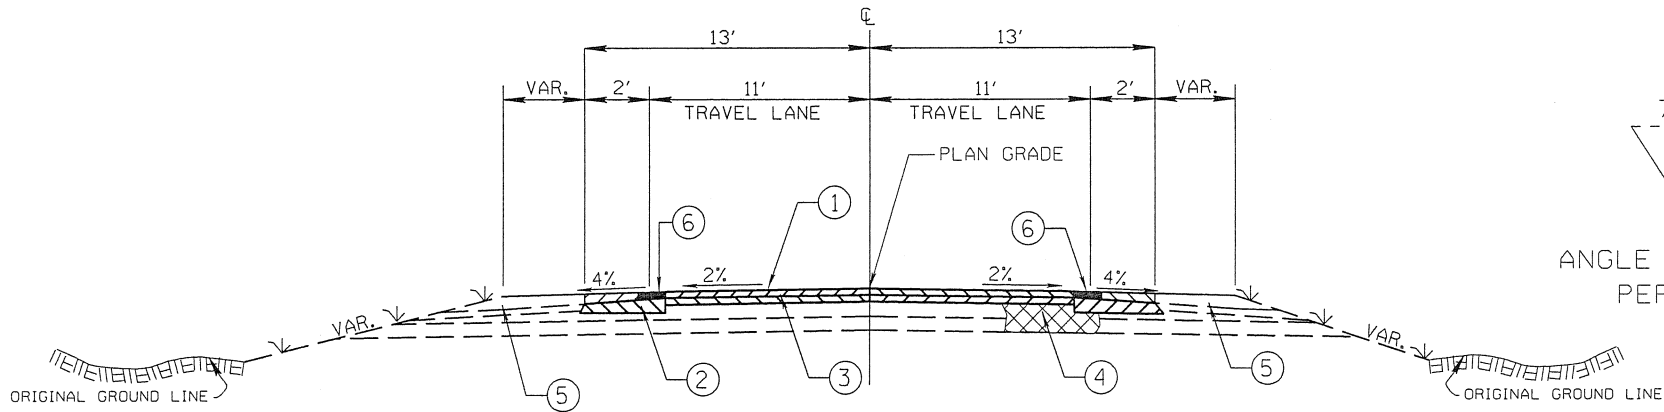 ℄
13' 13'
VAR. 2' 11' 11' 2' VAR.
TRAVEL LANE TRAVEL LANE
PLAN GRADE
1
6 6
4% 2% 2% 4%
ANGLE
PER
VAR. VAR.
5 2 3 4 5
ORIGINAL GROUND LINE ORIGINAL GROUND LINE